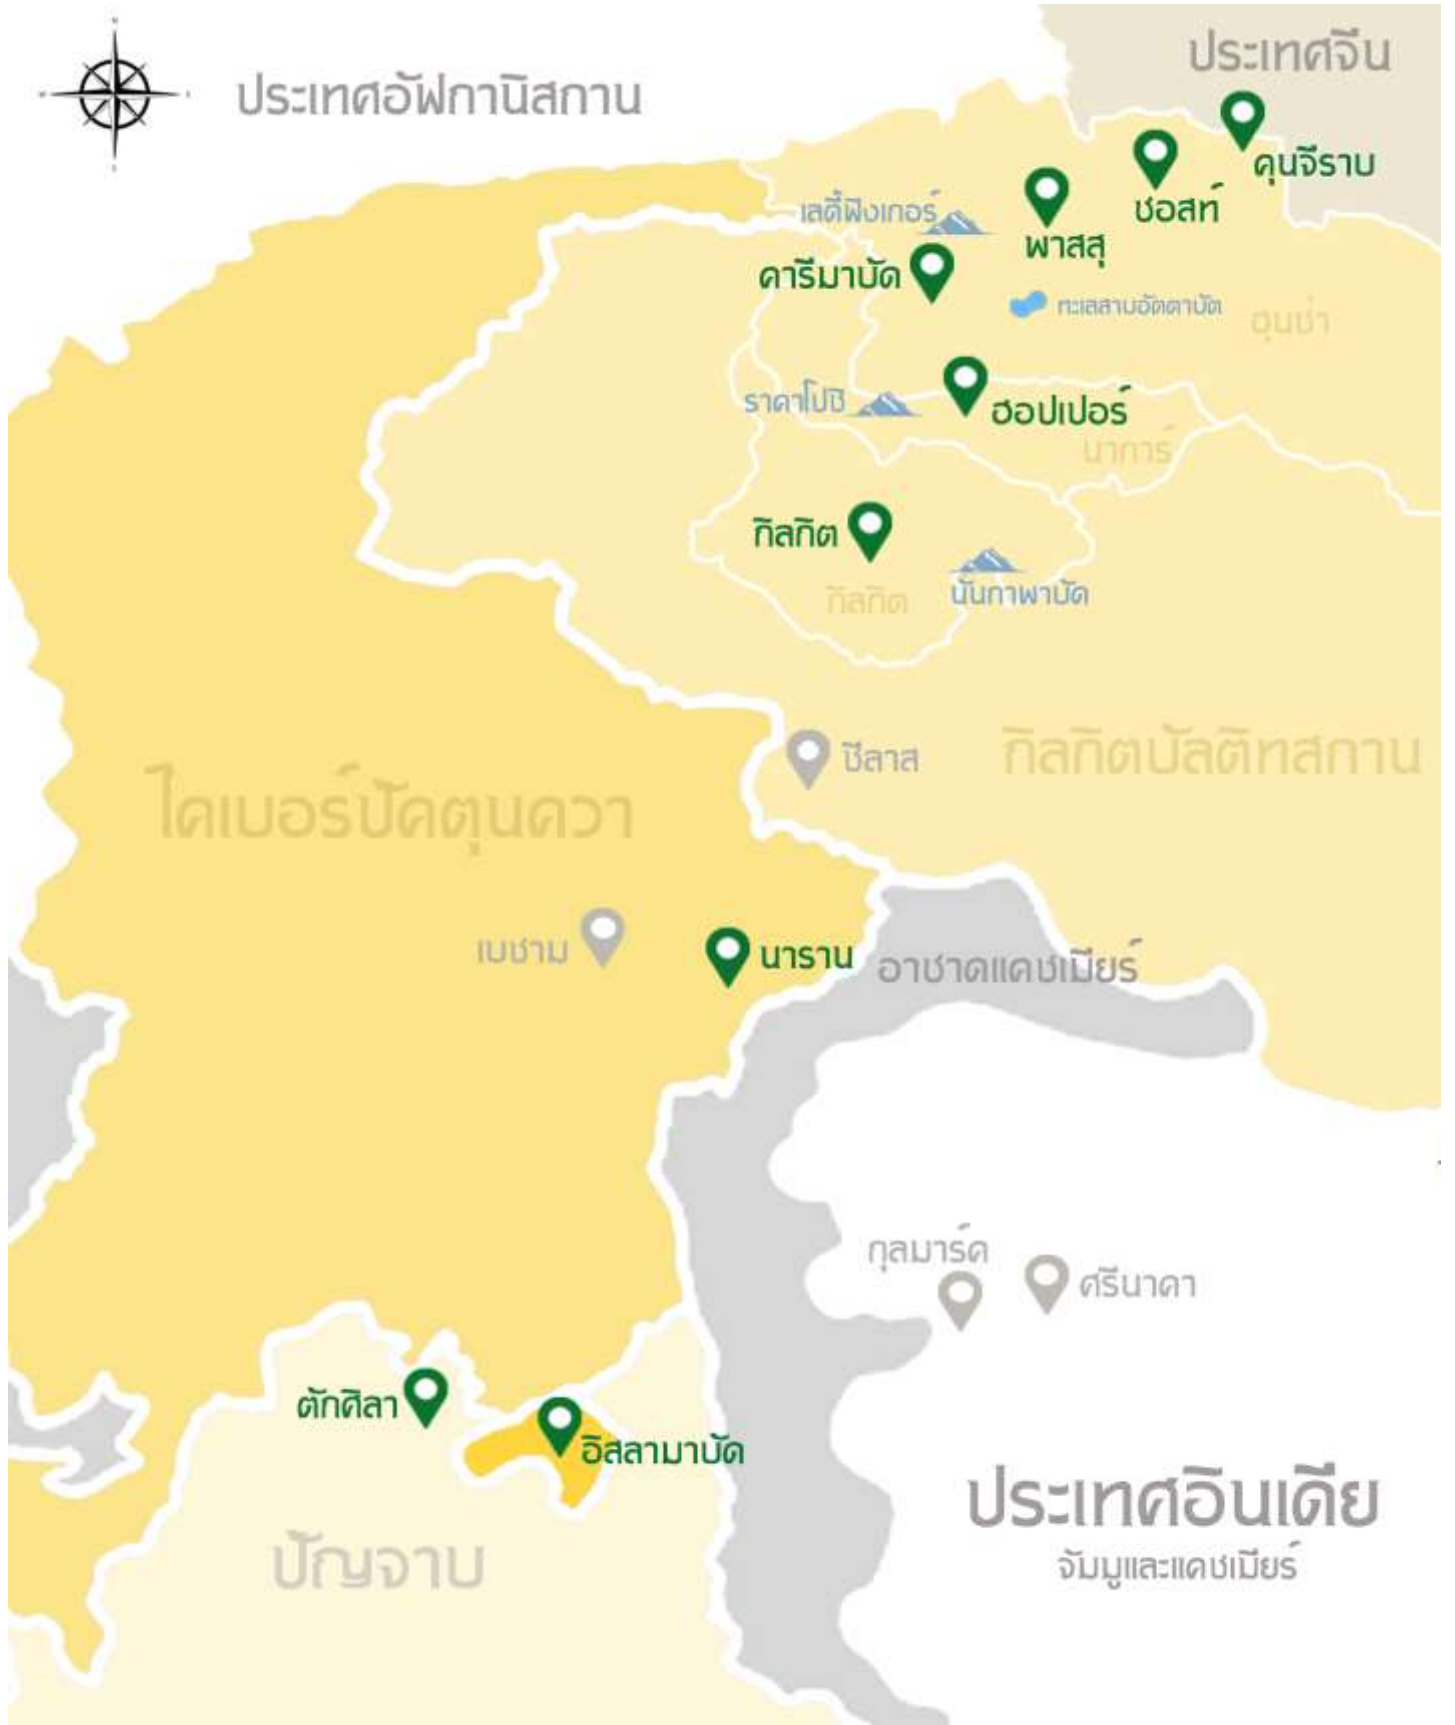 ประเทศจีน
ประเทศอัฟกานิสถาน
คุนจีราบ
ซอสท์
เลดี้ฟิงเกอร์
พาสสุ
คารีมาบัด
ทะเลสาบอัตตาบัด
ฮุนซ่า
ราคาโปชิ
ฮอปเปอร์
นาการ์
กิลกิต
นันกาพาบัด
กิลกิต
กิลกิตบัลติทสถาน
ชีลาส
ไคเบอร์ปัคตุนควา
เบชาม
นาราน
อาซาดแคชเมียร์
กุลมาร์ค
ศรีนาคา
ตักศิลา
อิสลามาบัด
ประเทศอินเดีย
ปัญจาบ
จัมมูและแคชเมียร์